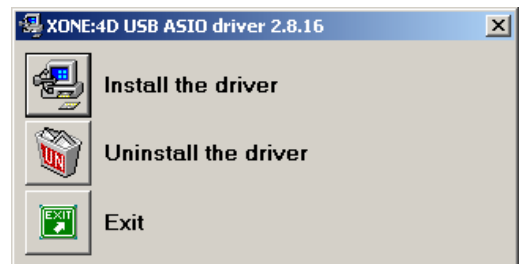 XONE:4D USB ASIO driver 2.8.16
Install the driver
UN
Uninstall the driver
EXIT
Exit